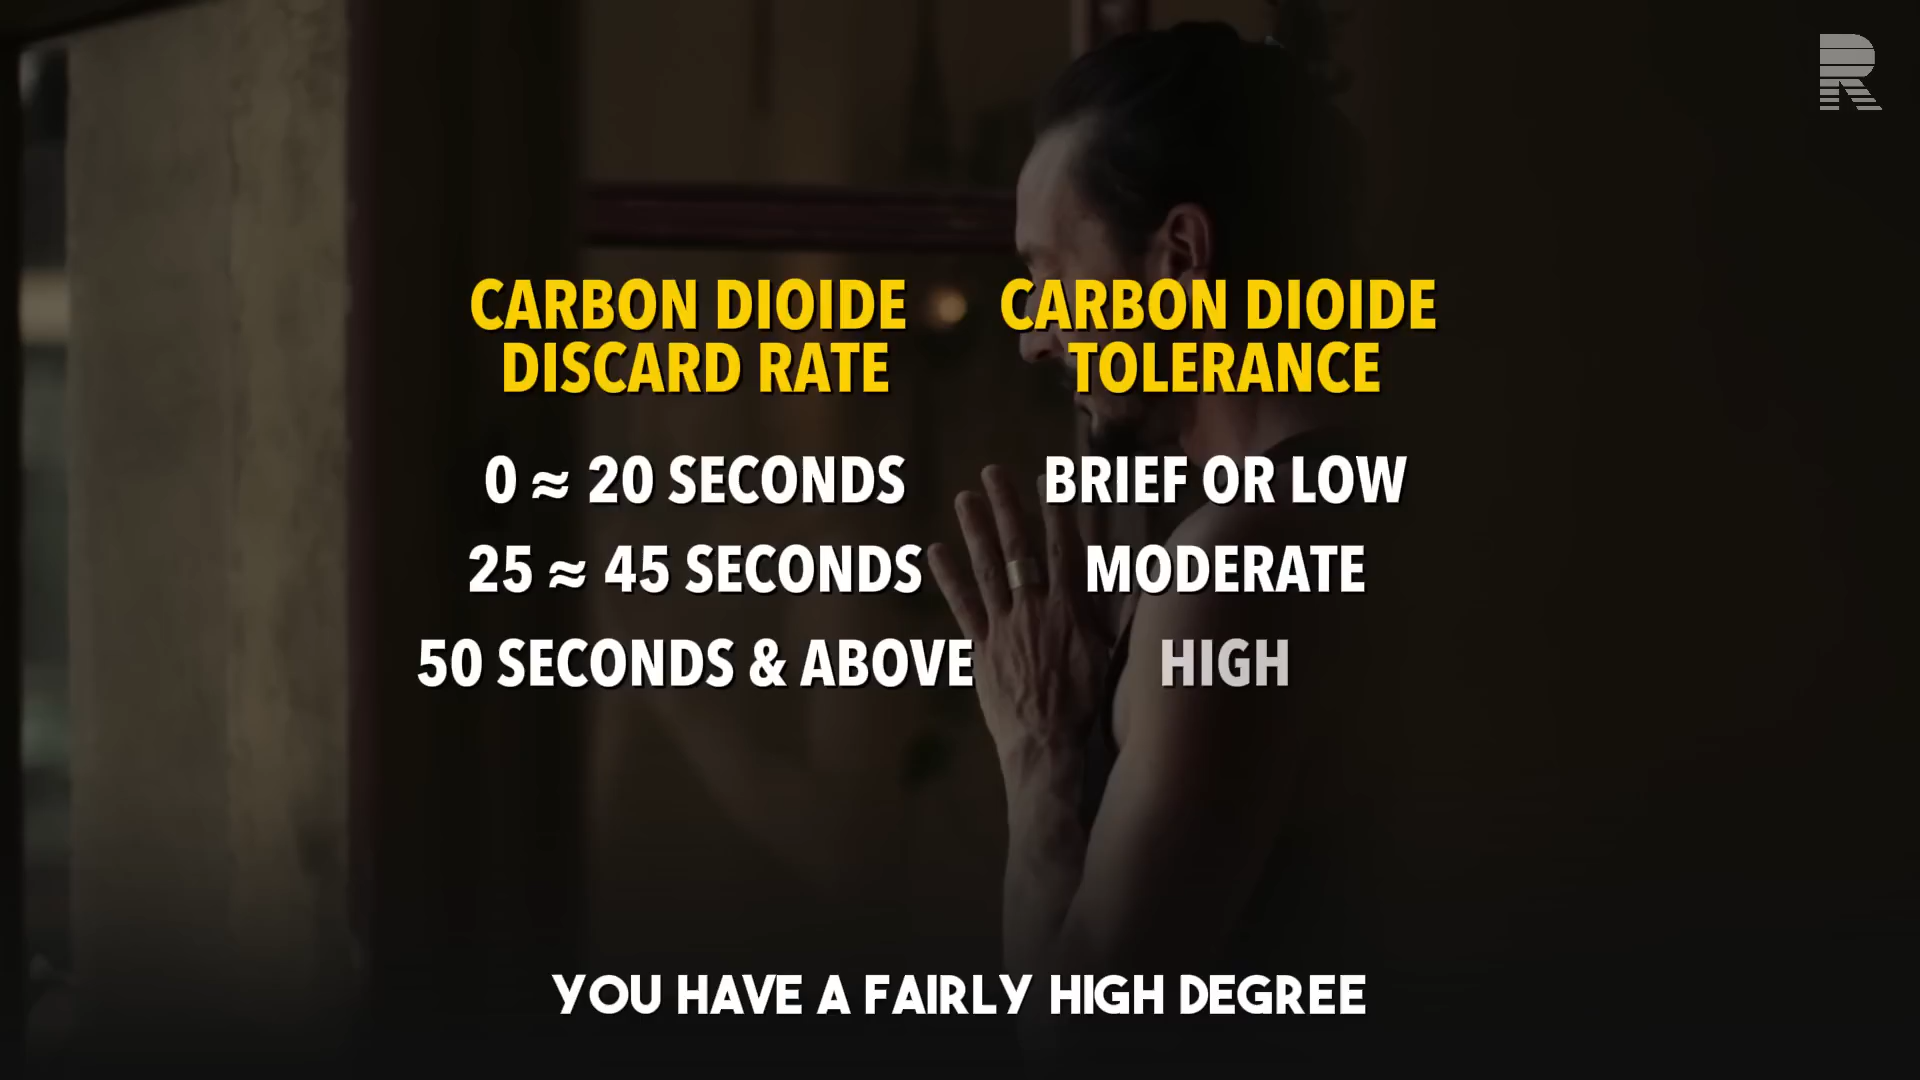 CARBON DIOIDE
DISCARD RATE
CARBON DIOIDE
TOLERANCE
0 ≈ 20 SECONDS
BRIEF OR LOW
25 ≈ 45 SECONDS
MODERATE
50 SECONDS & ABOVE
HIGH
YOU HAVE A FAIRLY HIGH DEGREE
R